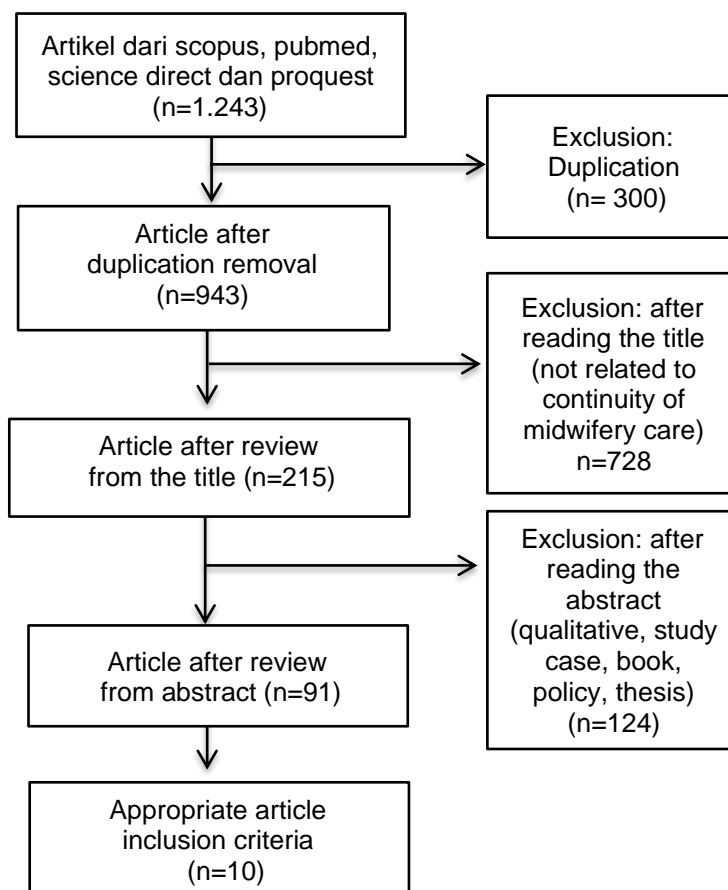 Artikel dari scopus, pubmed,
science direct dan proquest
(n=1.243)
Exclusion:
Duplication
(n= 300)
Article after
duplication removal
(n=943)
Exclusion: after
reading the title
(not related to
continuity of
midwifery care)
n=728
Article after review
from the title (n=215)
Exclusion: after
reading the
abstract
(qualitative, study
case, book,
policy, thesis)
(n=124)
Article after review
from abstract (n=91)
Appropriate article
inclusion criteria
(n=10)